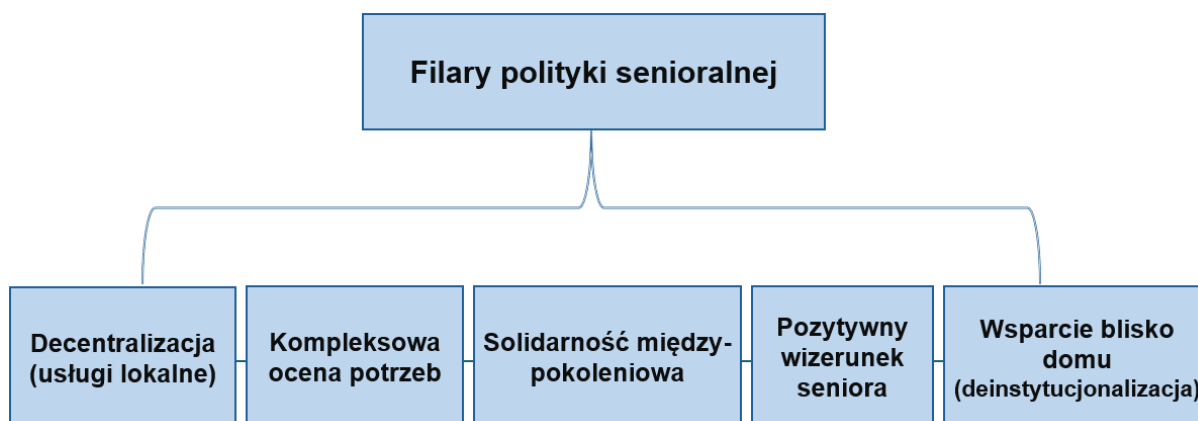 Filary polityki senioralnej
Decentralizacja
(usługi lokalne)
Kompleksowa
ocena potrzeb
Solidarność między-
pokoleniowa
Pozytywny
wizerunek
seniora
Wsparcie blisko
domu
(deinstytucjonalizacja)